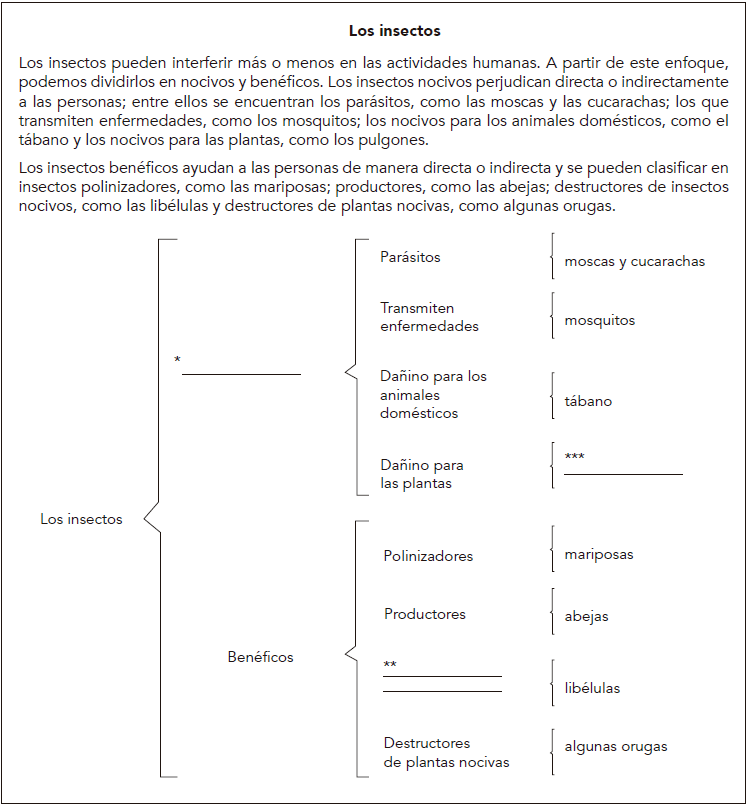 Los insectos
Los insectos pueden interferir más o menos en las actividades humanas. A partir de este enfoque,
podemos dividirlos en nocivos y benéficos. Los insectos nocivos perjudican directa o indirectamente
a las personas; entre ellos se encuentran los parásitos, como las moscas y las cucarachas; los que
transmiten enfermedades, como los mosquitos; los nocivos para los animales domésticos, como el
tábano y los nocivos para las plantas, como los pulgones.
Los insectos benéficos ayudan a las personas de manera directa o indirecta y se pueden clasificar en
insectos polinizadores, como las mariposas; productores, como las abejas; destructores de insectos
nocivos, como las libélulas y destructores de plantas nocivas, como algunas orugas.
Los insectos
*
Parásitos
moscas y cucarachas
Transmiten
enfermedades
mosquitos
Dañino para los
animales
domésticos
tábano
Dañino para
las plantas
***
Benéficos
Polinizadores
mariposas
Productores
abejas
**
libélulas
Destructores
de plantas nocivas
algunas orugas